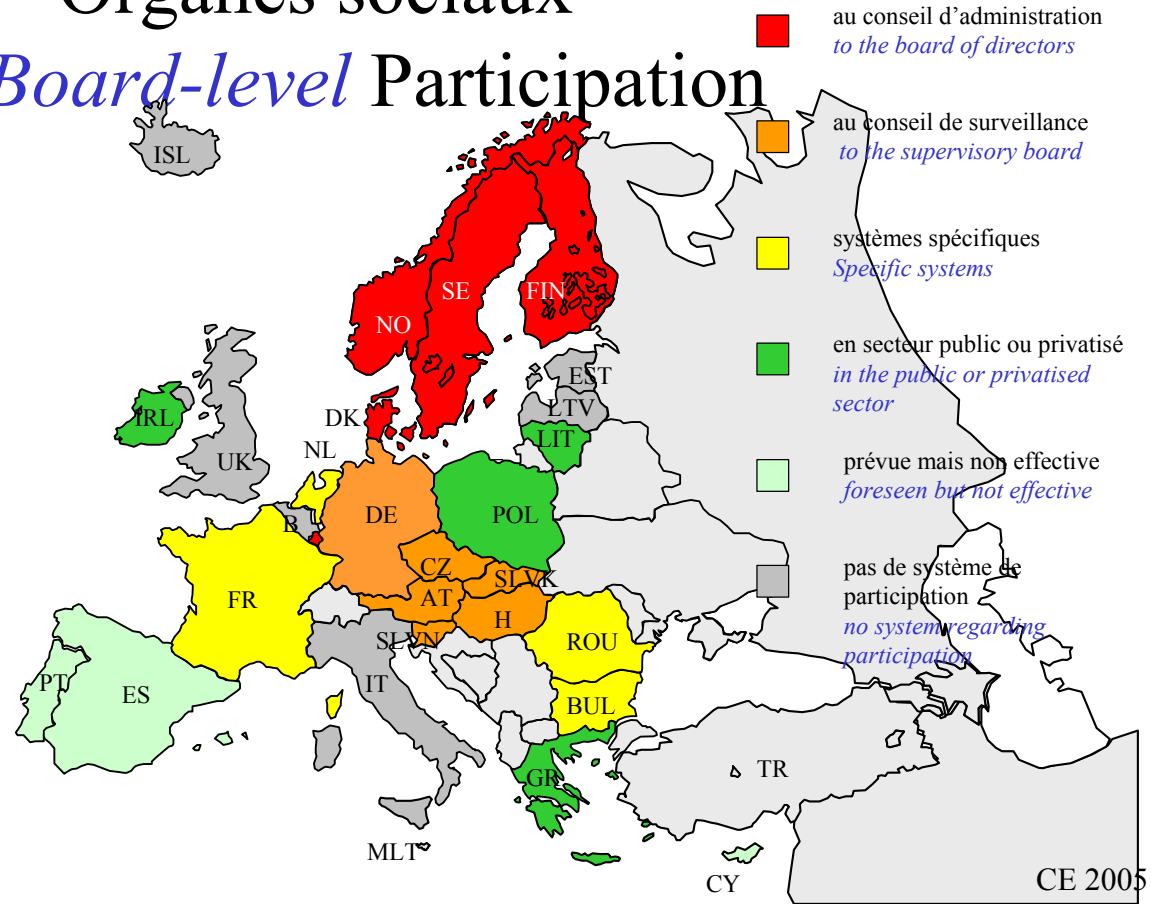 Organes sociaux
Board-level Participation
au conseil d’administration
to the board of directors
au conseil de surveillance
to the supervisory board
systèmes spécifiques
Specific systems
en secteur public ou privatisé
in the public or privatised
sector
prévue mais non effective
foreseen but not effective
pas de système de
participation
no system regarding
participation
ISL
SE
FIN
NO
EST
LTV
DK
IRL
LIT
NL
UK
B
DE
POL
CZ
SLVK
AT
FR
H
SLVN
ROU
PT
ES
IT
BUL
GR
TR
MLT
CY
CE 2005